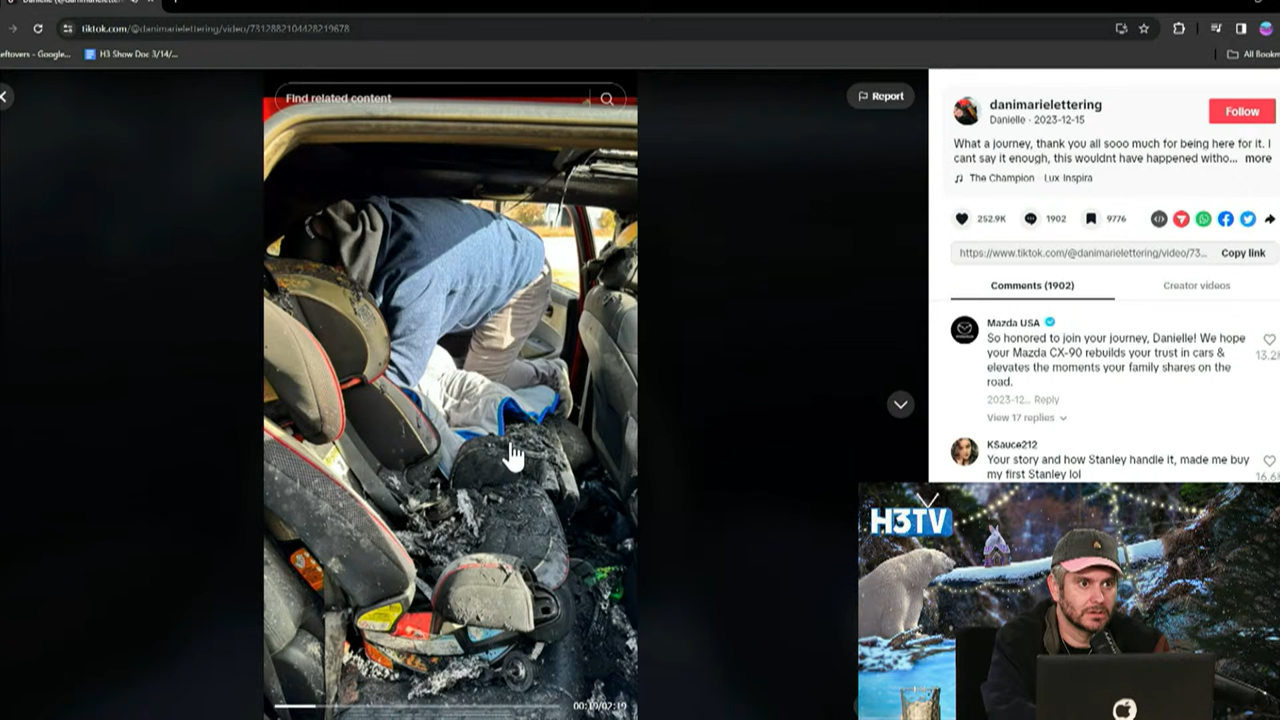 tiktok.com/@danimarielettering/video/7312882104428219678
eftovers - Google...
H3 Show Doc 3/14/...
All Bookm
Find related content
Report
danimarielettering
Danielle · 2023-12-15
Follow
What a journey, thank you all sooo much for being here for it. I
cant say it enough, this wouldnt have happened witho... more
The Champion Lux Inspira
252.9K
1902
9776
https://www.tiktok.com/@danimarielettering/video/73...
Copy link
Comments (1902)
Creator videos
Mazda USA
So honored to join your journey, Danielle! We hope
your Mazda CX-90 rebuilds your trust in cars &
elevates the moments your family shares on the
road.
13.2
2023-12... Reply
View 17 replies
KSauce212
Your story and how Stanley handle it, made me buy
my first Stanley lol
16.6
H3TV